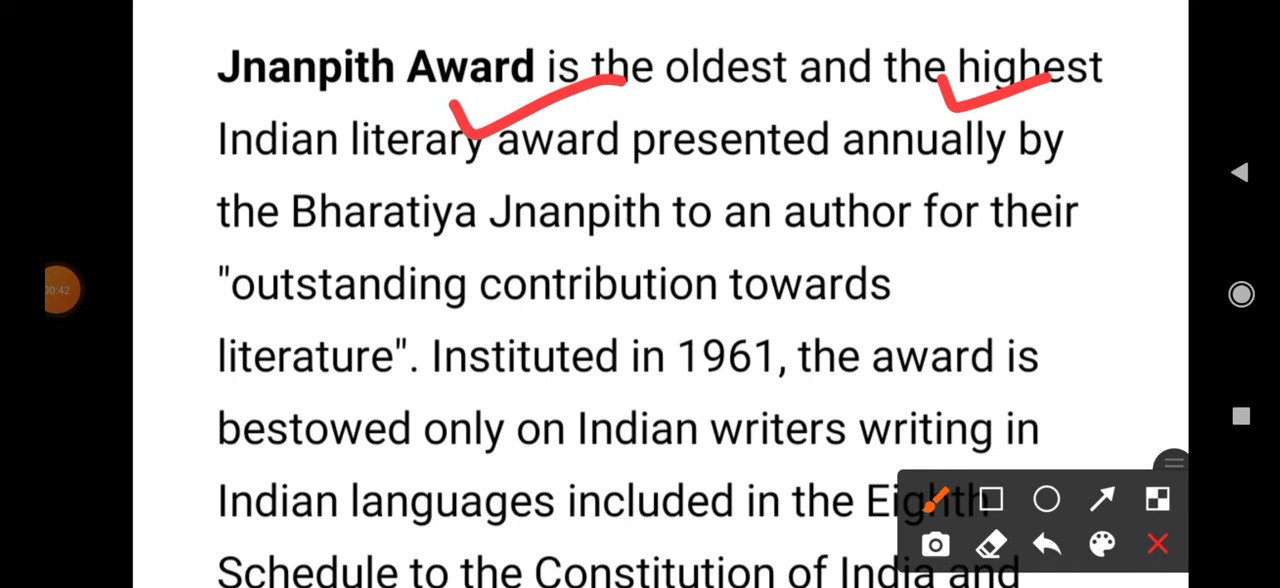 Jnanpith Award is the oldest and the highest
Indian literary award presented annually by
the Bharatiya Jnanpith to an author for their
"outstanding contribution towards
literature". Instituted in 1961, the award is
bestowed only on Indian writers writing in
Indian languages included in the Eighth
Schedule to the Constitution of India and
00:42